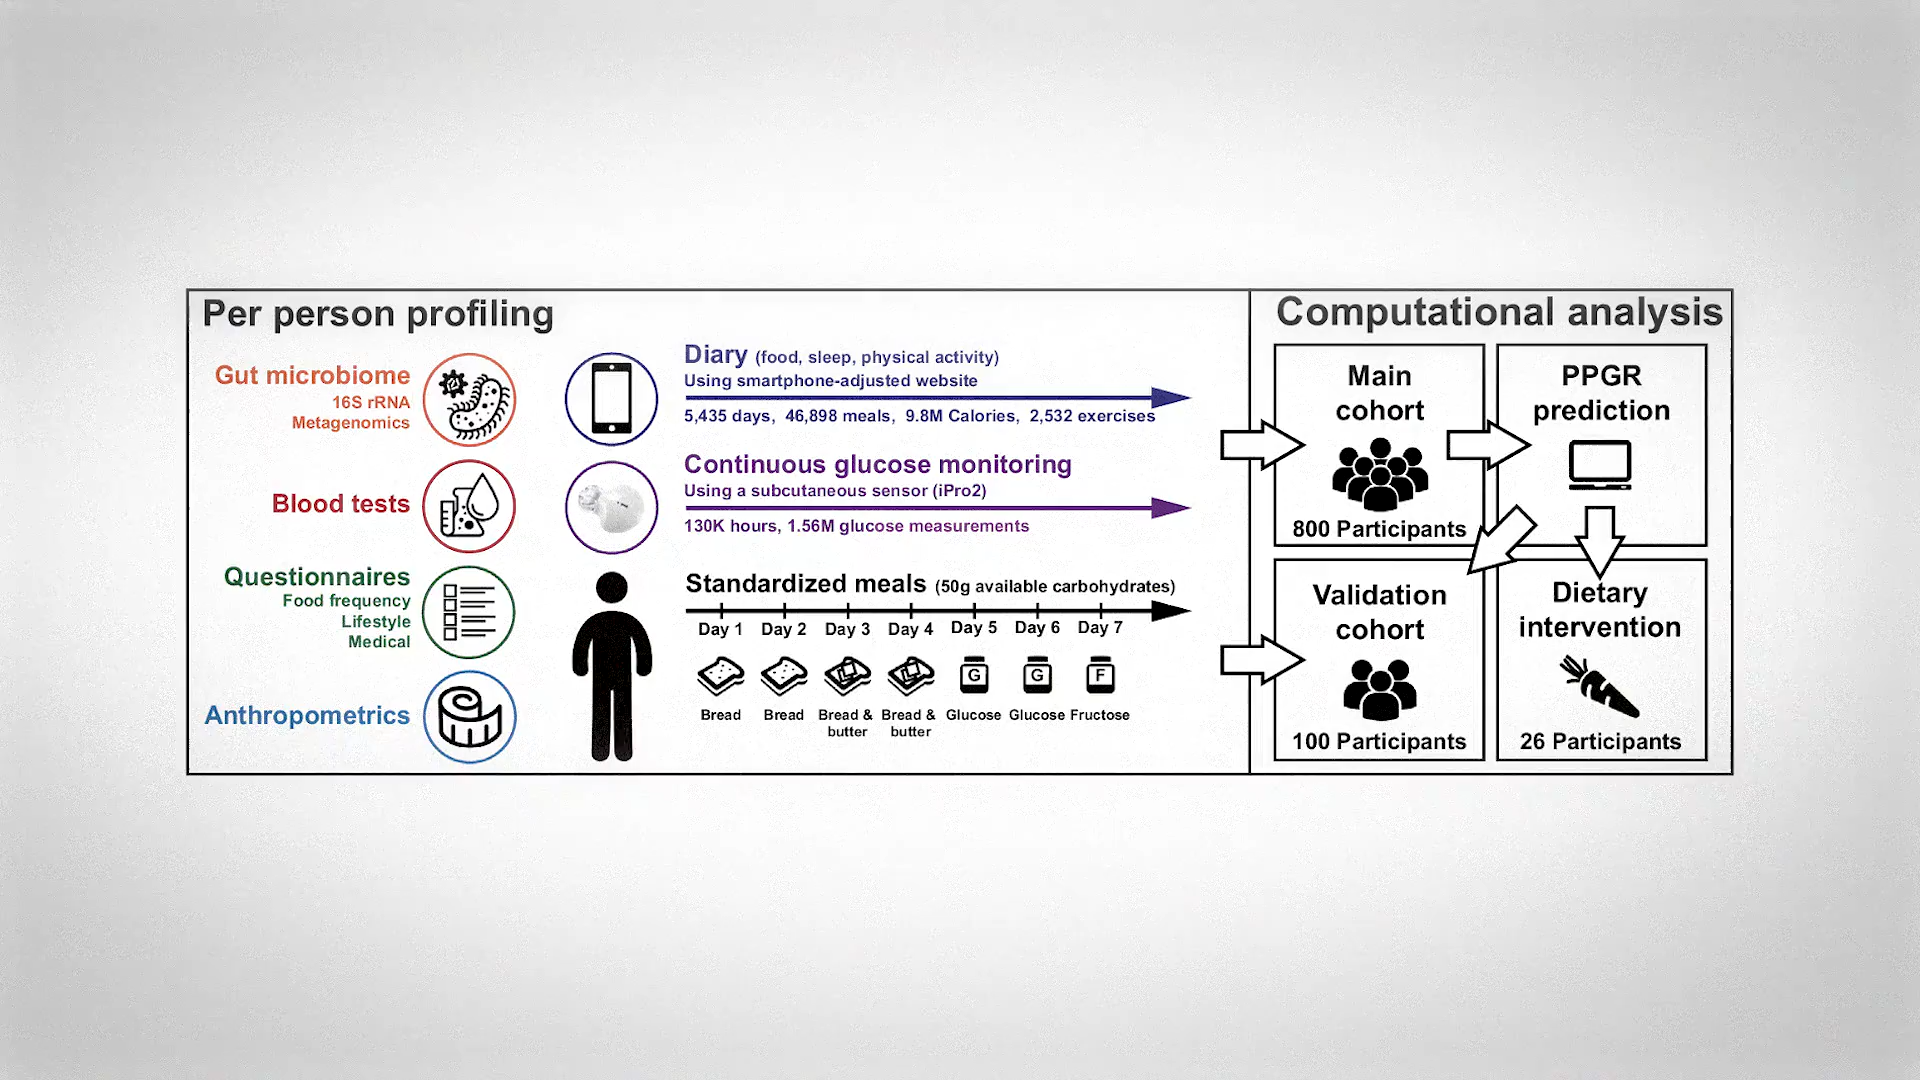 Per person profiling
Gut microbiome
16S rRNA
Metagenomics
Blood tests
Questionnaires
Food frequency
Lifestyle
Medical
Anthropometrics
Diary (food, sleep, physical activity)
Using smartphone-adjusted website
5,435 days, 46,898 meals, 9.8M Calories, 2,532 exercises
Continuous glucose monitoring
Using a subcutaneous sensor (iPro2)
130K hours, 1.56M glucose measurements
Standardized meals (50g available carbohydrates)
Day 1 Day 2 Day 3 Day 4 Day 5 Day 6 Day 7
G G F
Bread Bread Bread & butter Bread & butter Glucose Glucose Fructose
Computational analysis
Main
cohort
800 Participants
PPGR
prediction
Validation
cohort
100 Participants
Dietary
intervention
26 Participants